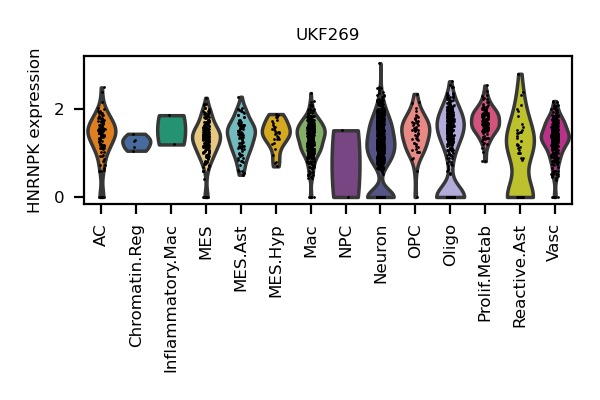 UKF269
HNRNPK expression
2
0
AC
Chromatin.Reg
Inflammatory.Mac
MES
MES.Ast
MES.Hyp
Mac
NPC
Neuron
OPC
Oligo
Prolif.Metab
Reactive.Ast
Vasc